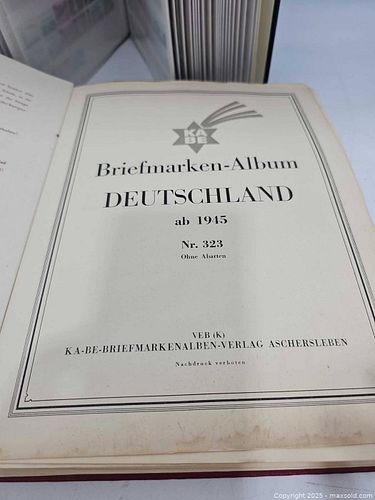 KA
BE
Briefmarken-Album
DEUTSCHLAND
ab 1945
Nr. 323
Ohne Abarten
VEB (K)
KA-BE-BRIEFMARKENALBEN-VERLAG ASCHERSLEBEN
Nachdruck verboten
Copyright 2025 - maxsold.com